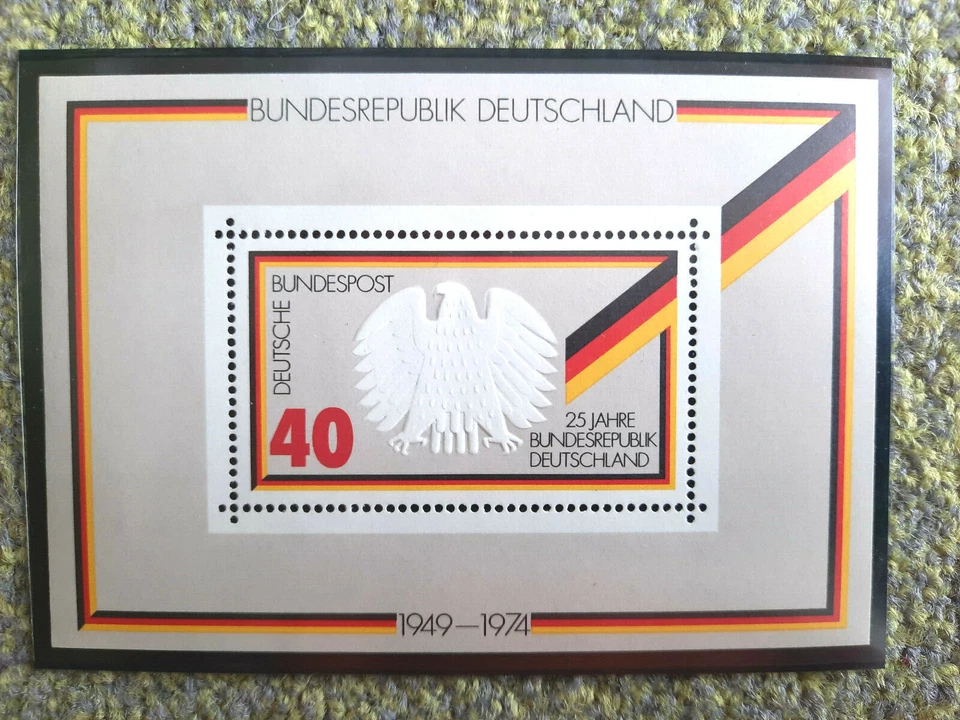 BUNDESREPUBLIK DEUTSCHLAND
BUNDESPOST
DEUTSCHE
40
25 JAHRE
BUNDESREPUBLIK
DEUTSCHLAND
1949—1974